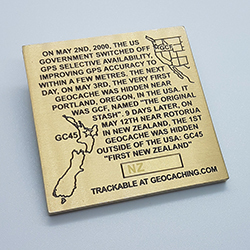 ON MAY 2ND, 2000, THE US
GOVERNMENT SWITCHED OFF
GPS SELECTIVE AVAILABILITY,
IMPROVING GPS ACCURACY TO
WITHIN A FEW METRES. THE NEXT
DAY, ON MAY 3RD, THE VERY FIRST
GEOCACHE WAS HIDDEN NEAR
PORTLAND, OREGON, IN THE USA. IT
WAS GCF, NAMED "THE ORIGINAL
STASH". 9 DAYS LATER, ON
MAY 12TH NEAR ROTORUA
IN NEW ZEALAND, THE 1ST
GEOCACHE WAS HIDDEN
OUTSIDE OF THE USA: GC45
"FIRST NEW ZEALAND"
GC45
NZ
TRACKABLE AT GEOCACHING.COM